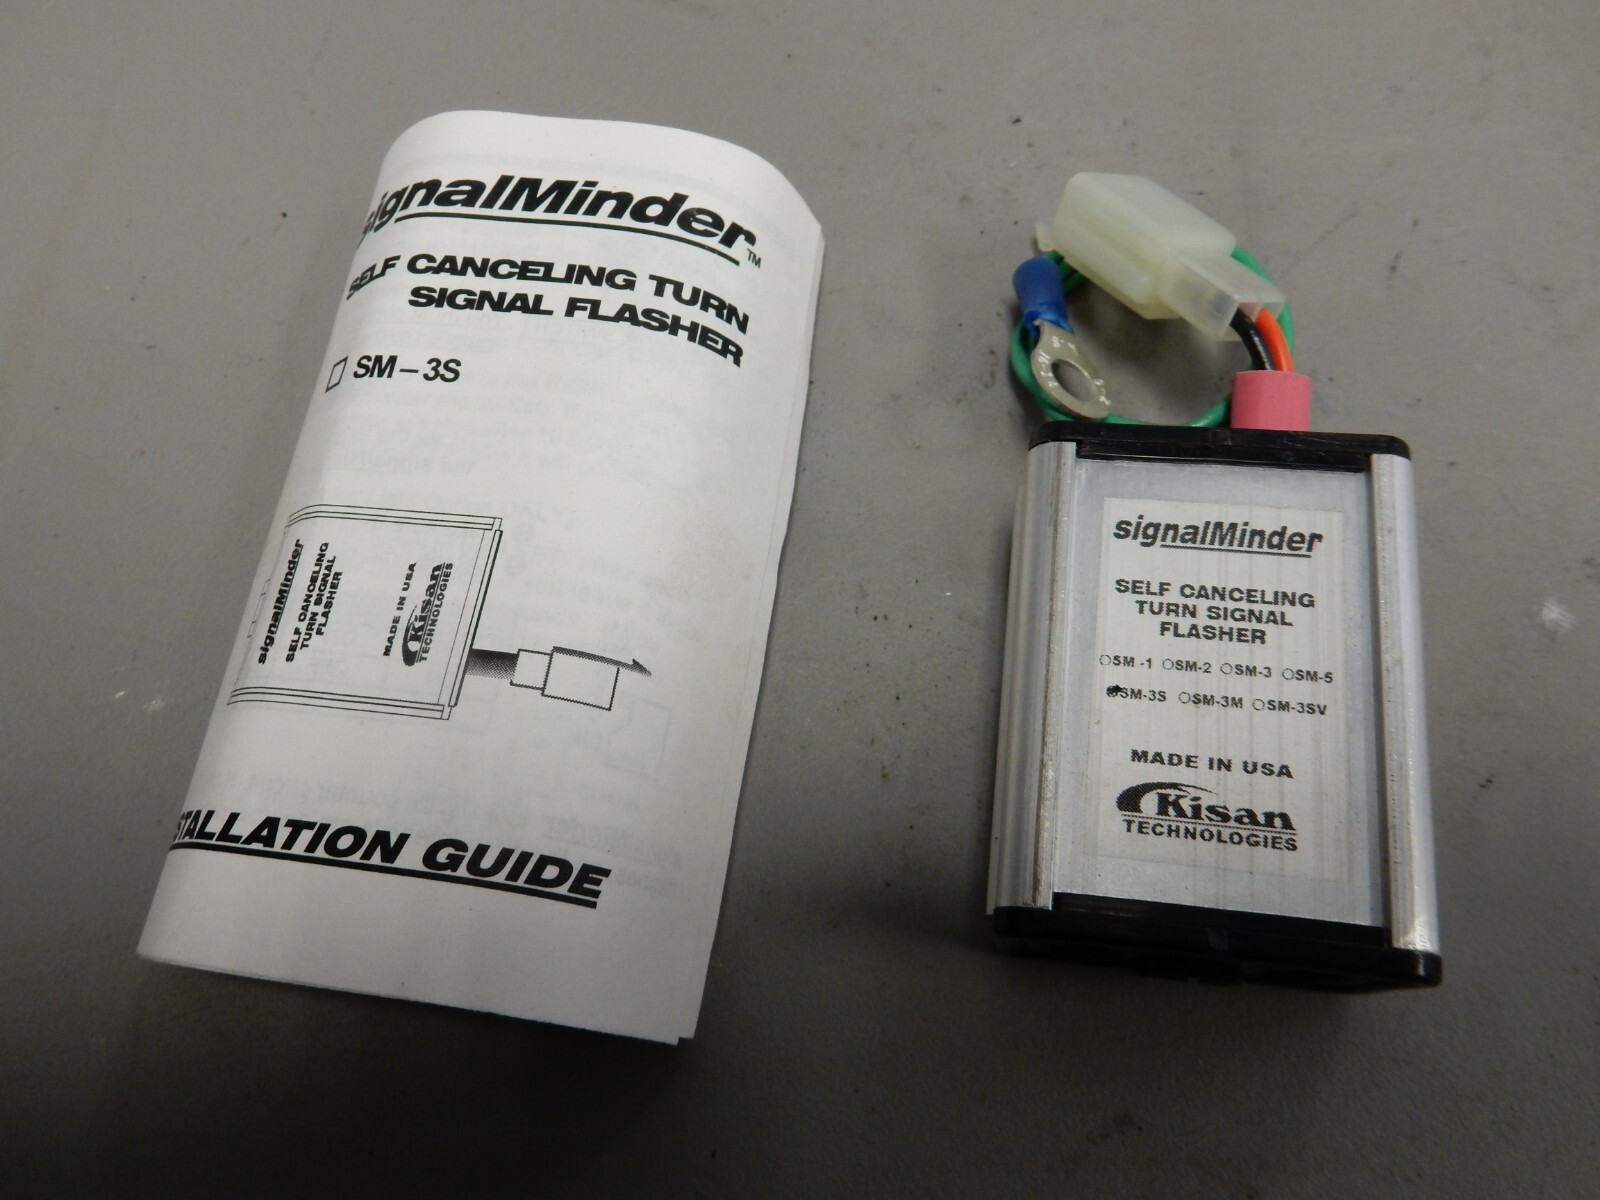 signalMinder™
SELF CANCELING TURN
SIGNAL FLASHER
SM-3S
signalMinder
SELF CANCELING
TURN SIGNAL
FLASHER
MADE IN USA
Kisan
TECHNOLOGIES
INSTALLATION GUIDE
signalMinder
SELF CANCELING
TURN SIGNAL
FLASHER
SM-1 SM-2 SM-3 SM-5
SM-3S SM-3M SM-3SV
MADE IN USA
Kisan
TECHNOLOGIES